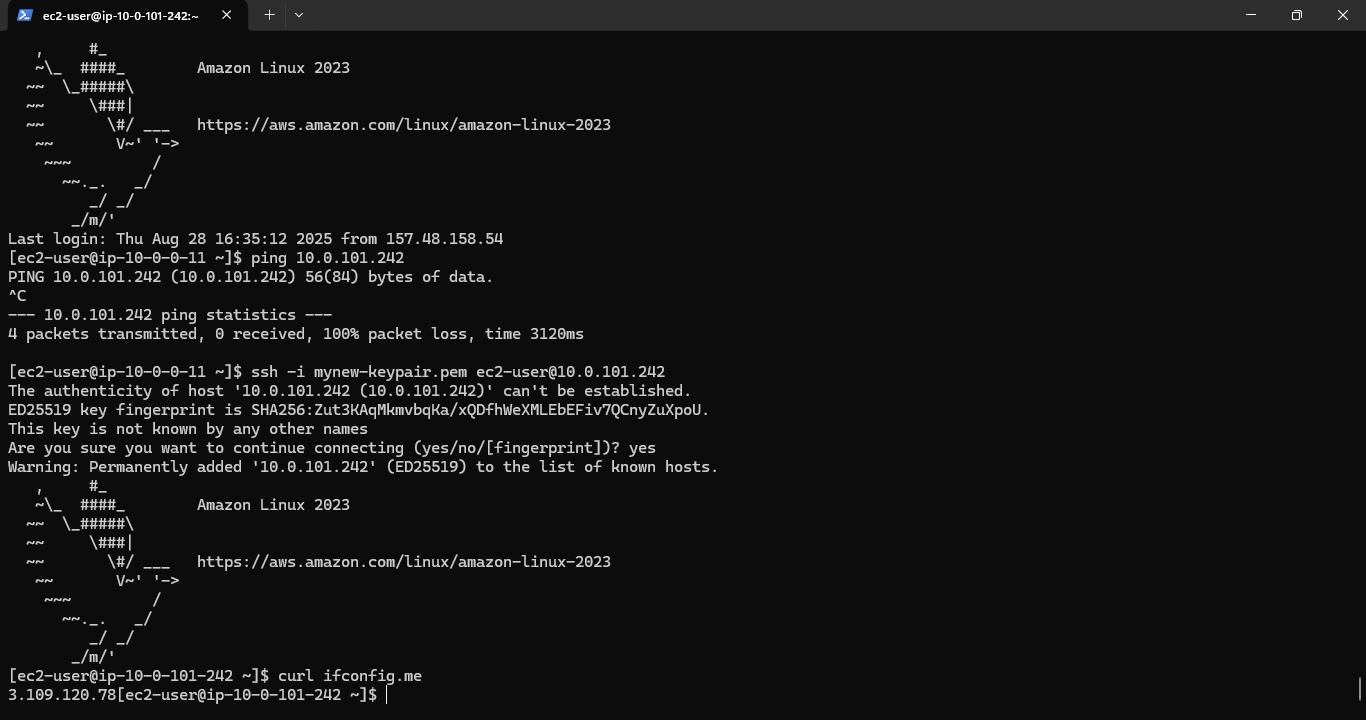 ec2-user@ip-10-0-101-242:~
   ,     #_
   ~\_  ####_        Amazon Linux 2023
  ~~  \_#####\
  ~~     \###|
  ~~       \#/ ___   https://aws.amazon.com/linux/amazon-linux-2023
   ~~       V~' '->
    ~~~         /
      ~~._.   _/
         _/ _/
       _/m/'
Last login: Thu Aug 28 16:35:12 2025 from 157.48.158.54
[ec2-user@ip-10-0-0-11 ~]$ ping 10.0.101.242
PING 10.0.101.242 (10.0.101.242) 56(84) bytes of data.
^C
--- 10.0.101.242 ping statistics ---
4 packets transmitted, 0 received, 100% packet loss, time 3120ms
[ec2-user@ip-10-0-0-11 ~]$ ssh -i mynew-keypair.pem ec2-user@10.0.101.242
The authenticity of host '10.0.101.242 (10.0.101.242)' can't be established.
ED25519 key fingerprint is SHA256:Zut3KAqMkmvbqKa/xQDfhWeXMLEbEFiv7QCnyZuXpoU.
This key is not known by any other names
Are you sure you want to continue connecting (yes/no/[fingerprint])? yes
Warning: Permanently added '10.0.101.242' (ED25519) to the list of known hosts.
   ,     #_
   ~\_  ####_        Amazon Linux 2023
  ~~  \_#####\
  ~~     \###|
  ~~       \#/ ___   https://aws.amazon.com/linux/amazon-linux-2023
   ~~       V~' '->
    ~~~         /
      ~~._.   _/
         _/ _/
       _/m/'
[ec2-user@ip-10-0-101-242 ~]$ curl ifconfig.me
3.109.120.78[ec2-user@ip-10-0-101-242 ~]$